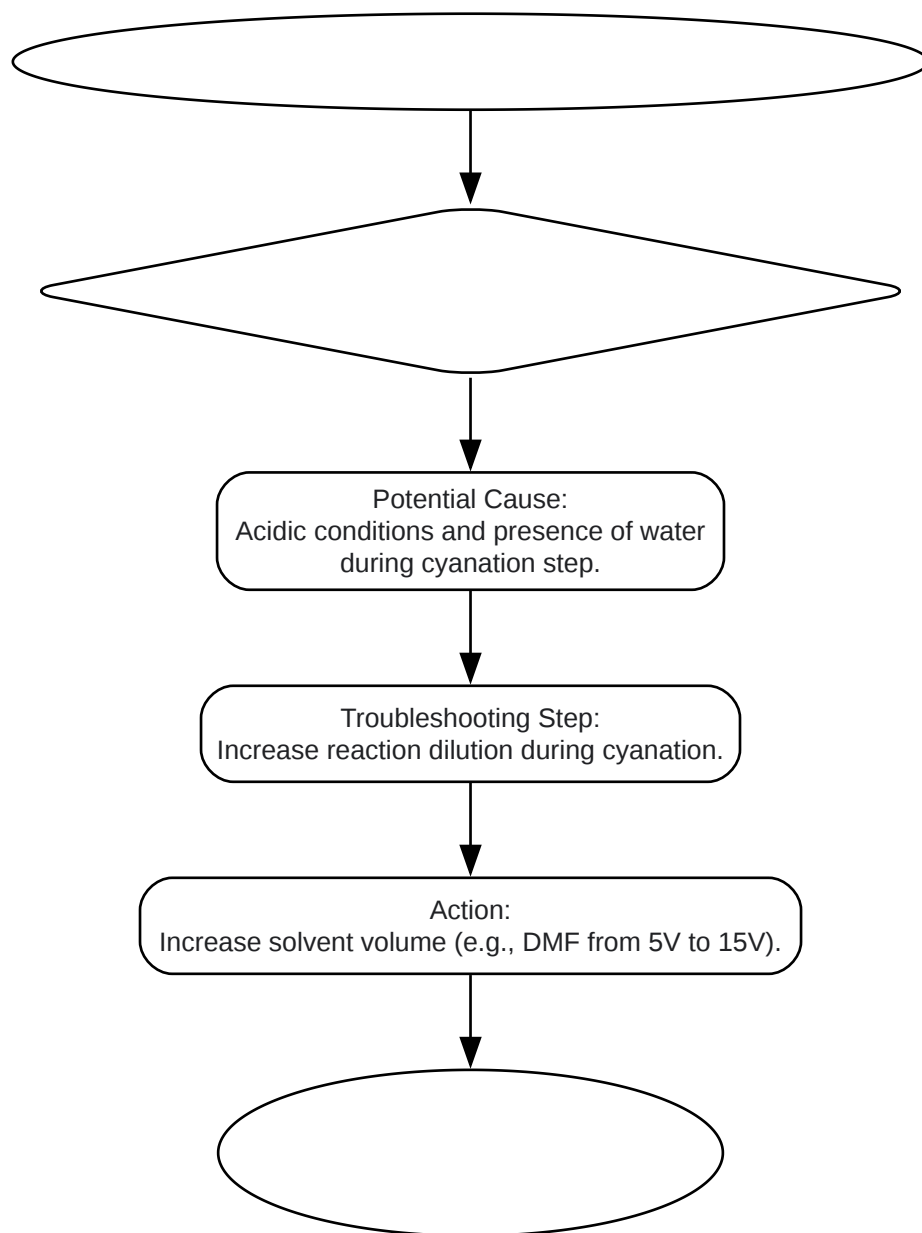 Potential Cause:
Acidic conditions and presence of water
during cyanation step.
Troubleshooting Step:
Increase reaction dilution during cyanation.
Action:
Increase solvent volume (e.g., DMF from 5V to 15V).